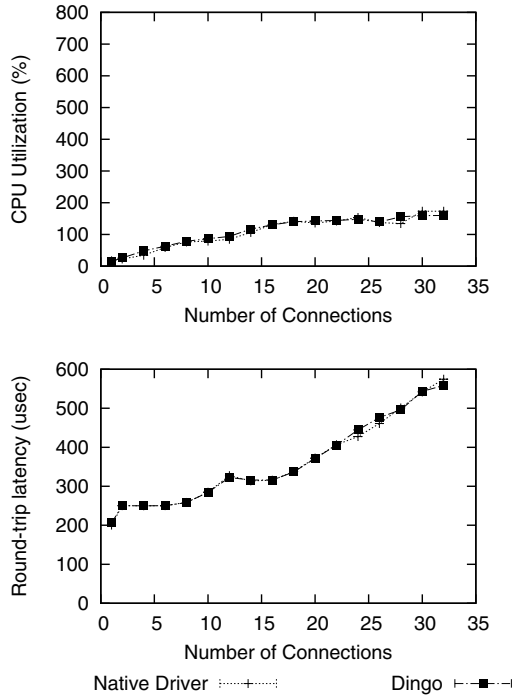 800
700
600
500
400
300
200
100
0
CPU Utilization (%)
0 5 10 15 20 25 30 35
Number of Connections
600
500
400
300
200
100
0
Round-trip latency (usec)
0 5 10 15 20 25 30 35
Number of Connections
Native Driver Dingo